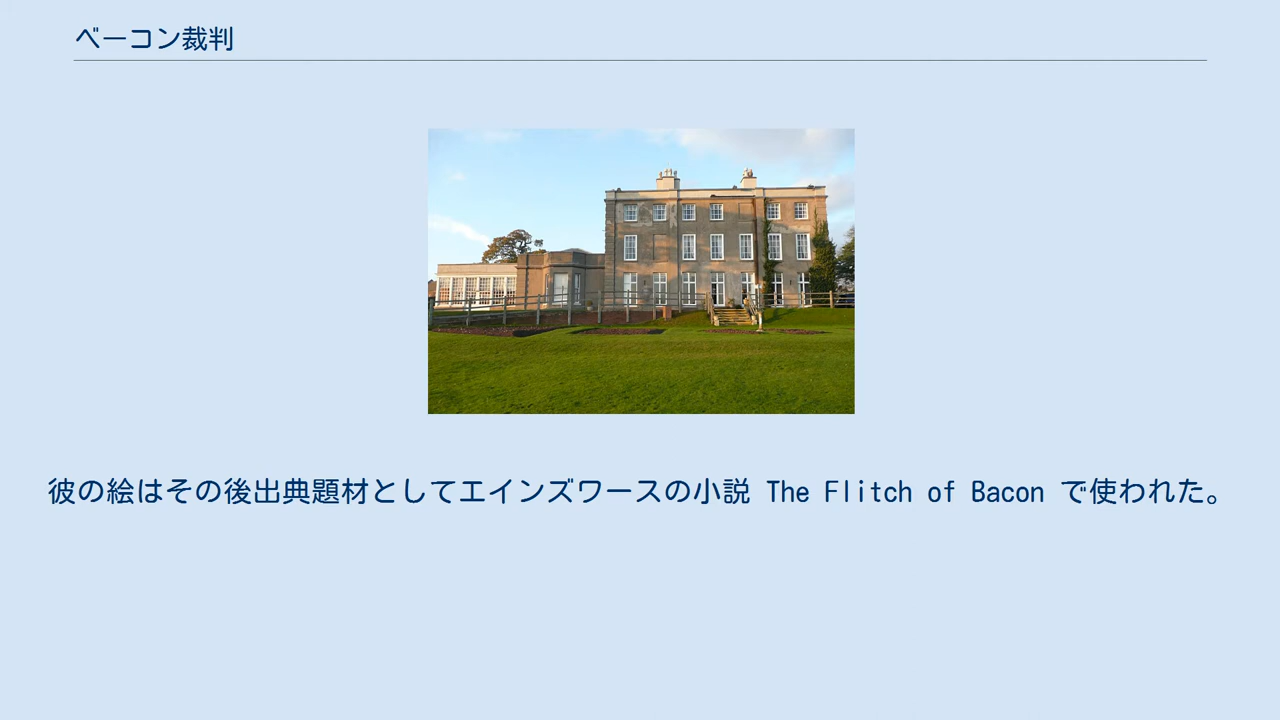 ベーコン裁判
彼の絵はその後出典題材としてエインズワースの小説 The Flitch of Bacon で使われた。